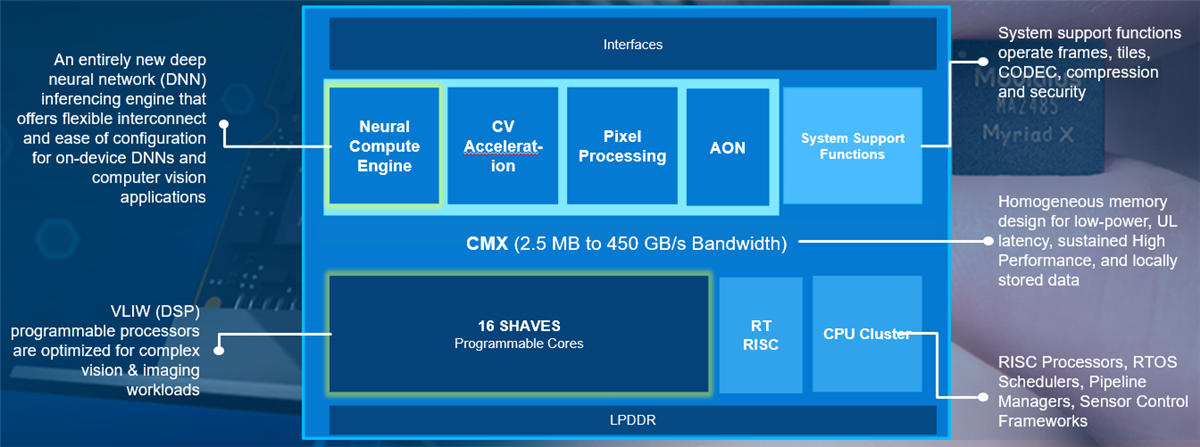 An entirely new deep
neural network (DNN)
inferencing engine that
offers flexible interconnect
and ease of configuration
for on-device DNNs and
computer vision
applications
VLIW (DSP)
programmable processors
are optimized for complex
vision & imaging
workloads
Interfaces
Neural
Compute
Engine
CV
Accelerat-
ion
Pixel
Processing
AON
System Support
Functions
CMX (2.5 MB to 450 GB/s Bandwidth)
16 SHAVES
Programmable Cores
RT
RISC
CPU Cluster
LPDDR
System support functions
operate frames, tiles,
CODEC, compression
and security
MA2485
Myriad X
Homogeneous memory
design for low-power, UL
latency, sustained High
Performance, and locally
stored data
RISC Processors, RTOS
Schedulers, Pipeline
Managers, Sensor Control
Frameworks